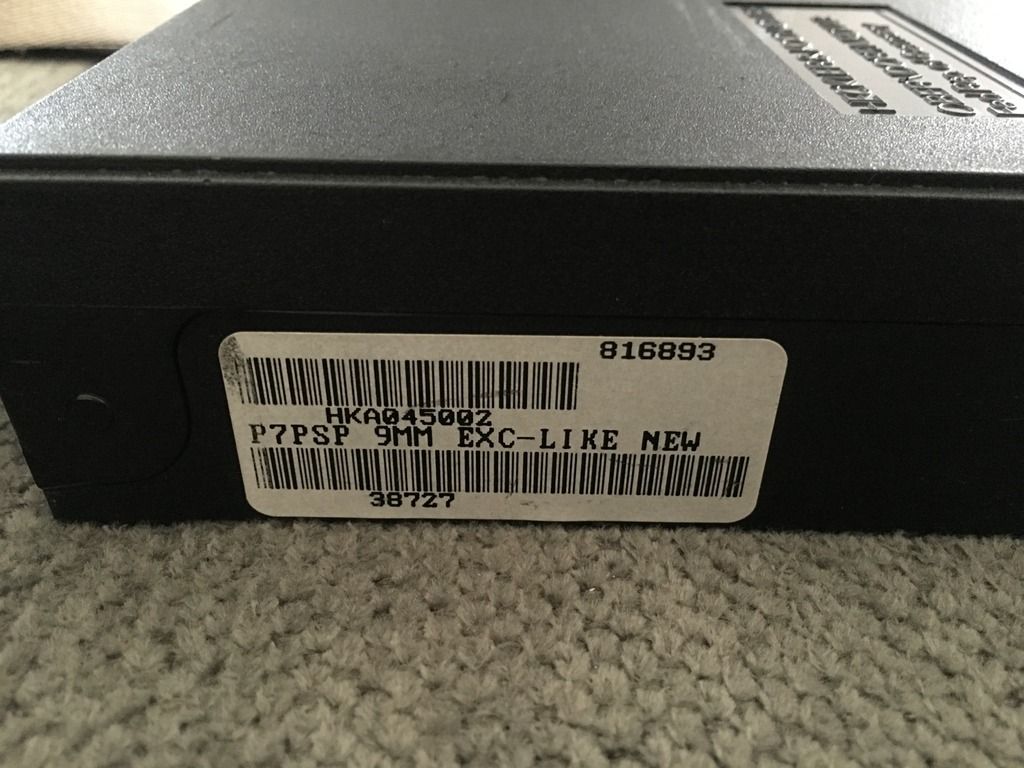 816893
HKA045002
P7PSP 9MM EXC-LIKE NEW
38727